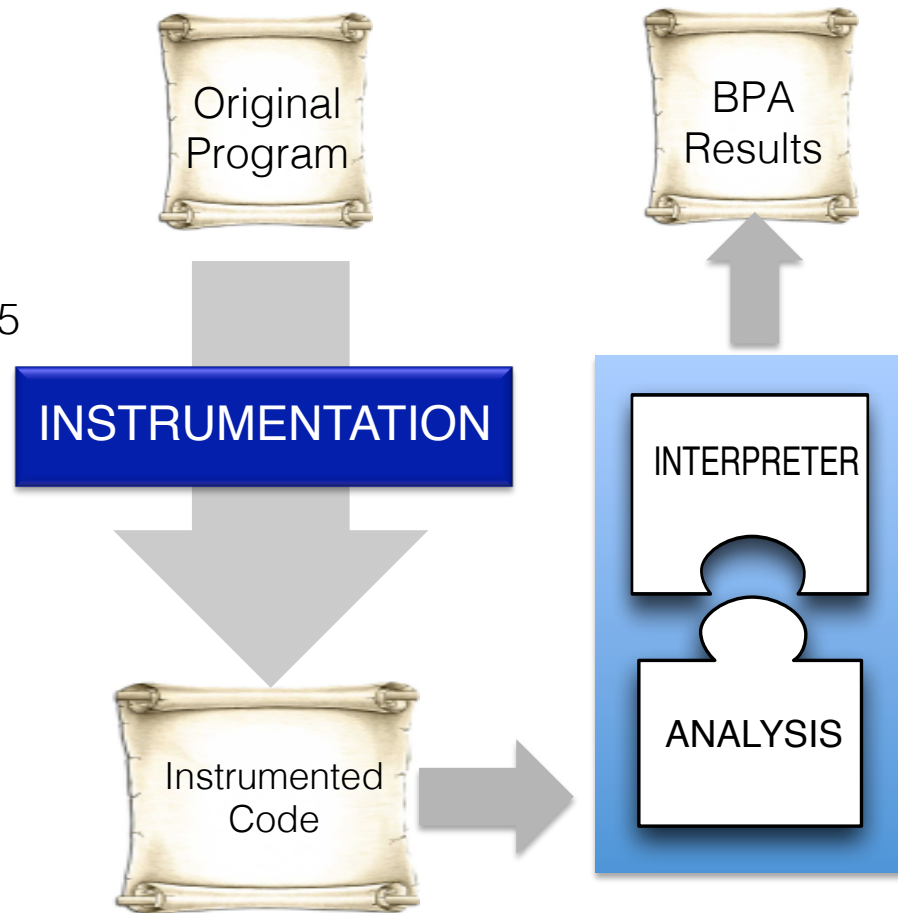 Original
Program
BPA
Results
5
INSTRUMENTATION
INTERPRETER
ANALYSIS
Instrumented
Code